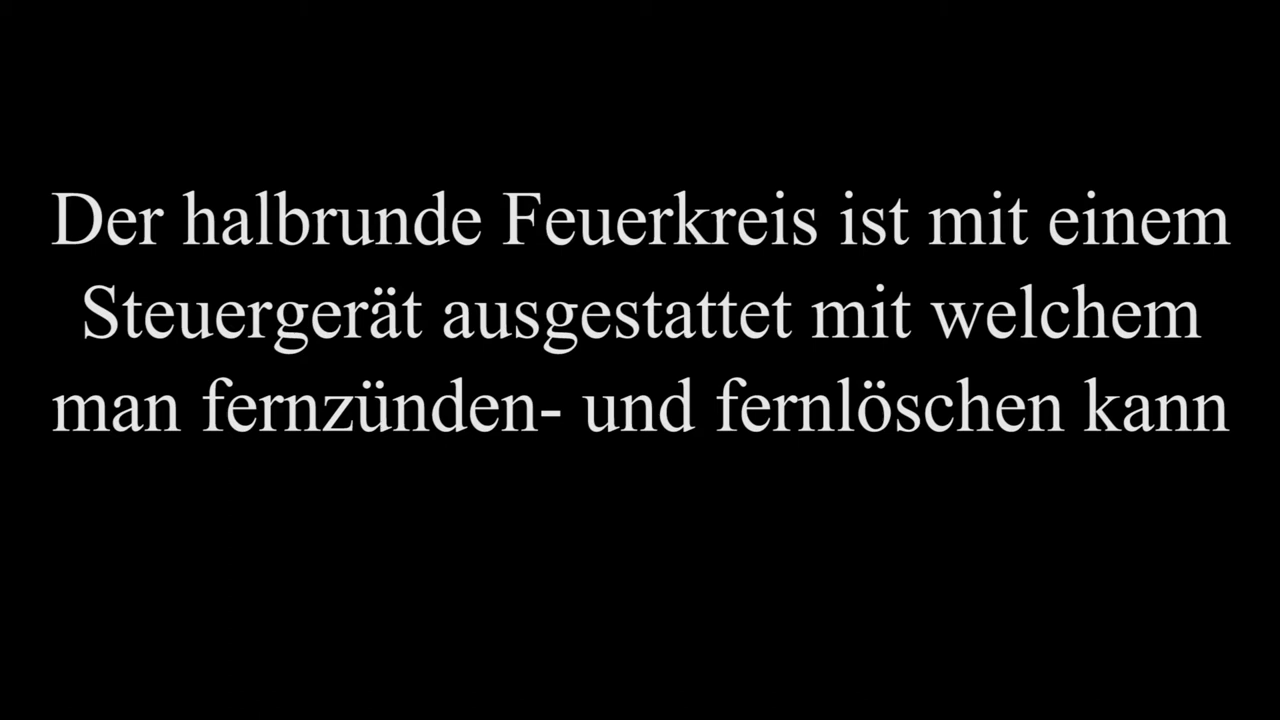 Der halbrunde Feuerkreis ist mit einem
Steuergerät ausgestattet mit welchem
man fernzünden- und fernlöschen kann